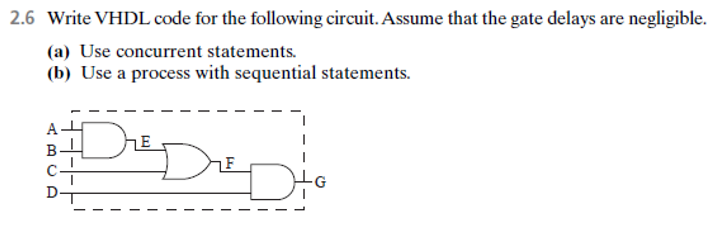 2.6 Write VHDL code for the following circuit. Assume that the gate delays are negligible.
(a) Use concurrent statements.
(b) Use a process with sequential statements.
A
E
B
F
C
G
D